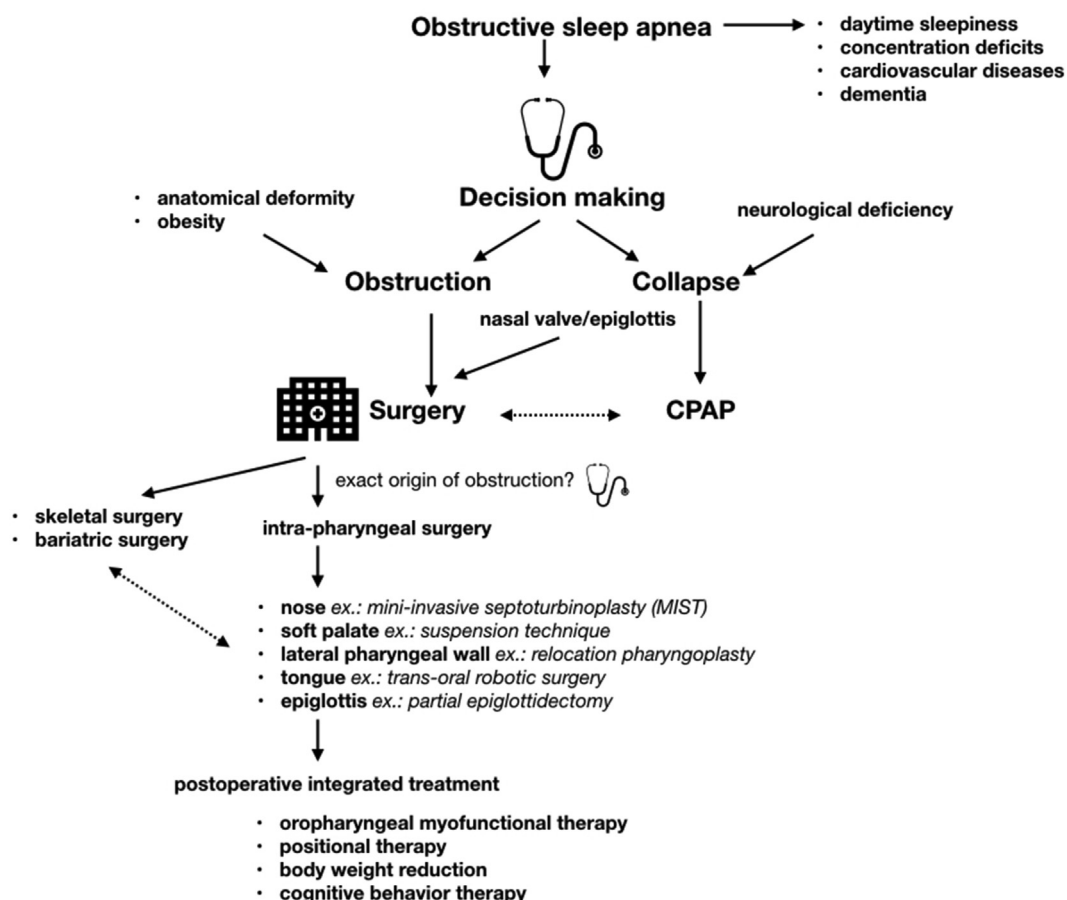 Obstructive sleep apnea
· daytime sleepiness
· concentration deficits
· cardiovascular diseases
· dementia
Decision making
· anatomical deformity
· obesity
neurological deficiency
Obstruction
Collapse
nasal valve/epiglottis
Surgery
CPAP
exact origin of obstruction?
· skeletal surgery
· bariatric surgery
intra-pharyngeal surgery
· nose ex.: mini-invasive septoturbinoplasty (MIST)
· soft palate ex.: suspension technique
· lateral pharyngeal wall ex.: relocation pharyngoplasty
· tongue ex.: trans-oral robotic surgery
· epiglottis ex.: partial epiglottidectomy
postoperative integrated treatment
· oropharyngeal myofunctional therapy
· positional therapy
· body weight reduction
· cognitive behavior therapy